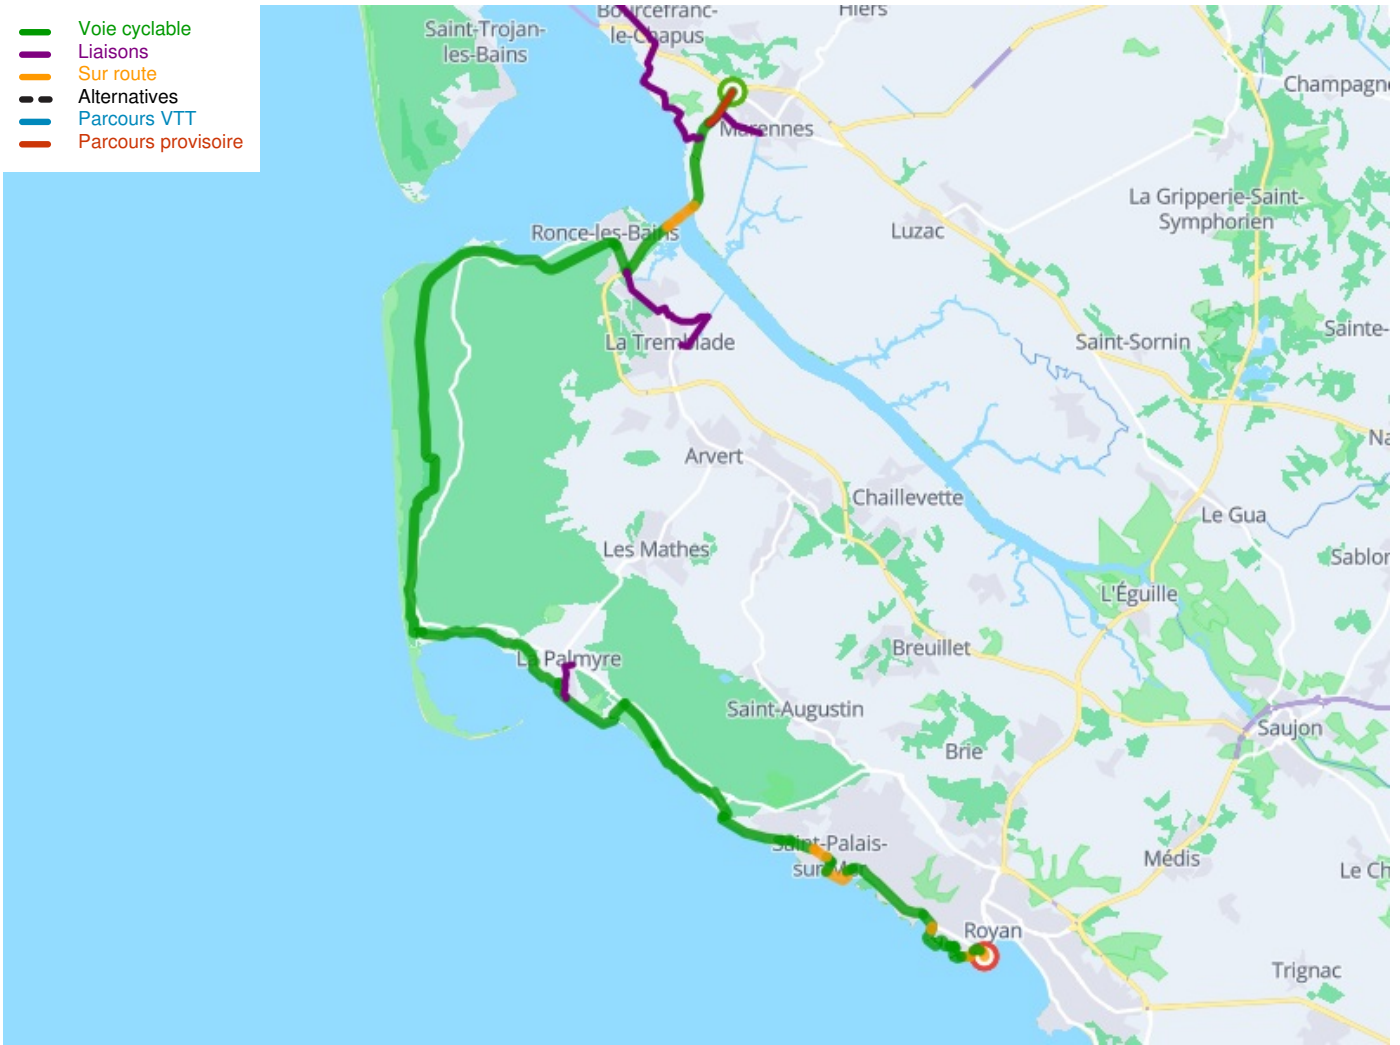 Voie cyclable
Liaisons
Sur route
Alternatives
Parcours VTT
Parcours provisoire
Saint-Trojan-
les-Bains
Bourcefranc-
le-Chapus
Hiers
Champagn
Marennes
La Gripperie-Saint-
Symphorien
Luzac
Ronce-les-Bains
La Tremblade
Saint-Sornin
Sainte-
Na
Arvert
Chaillevette
Le Gua
Les Mathes
Sablon
L'Éguille
Breuillet
La Palmyre
Saint-Augustin
Saujon
Brie
Saint-Palais-
sur-Mer
Médis
Le Ch
Royan
Trignac